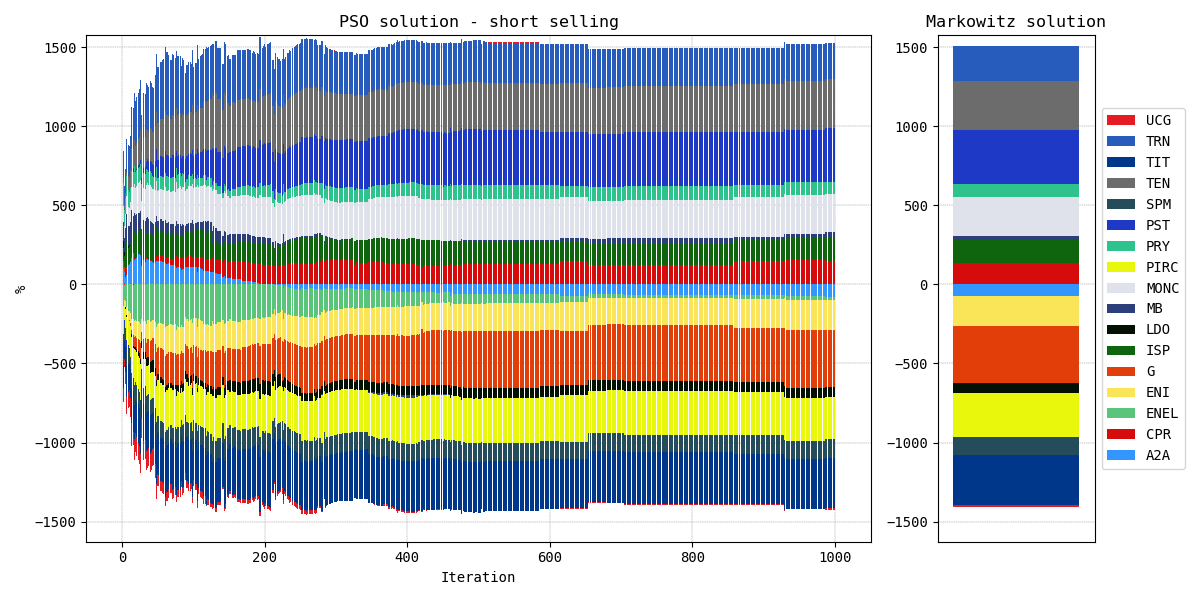 PSO solution - short selling
Markowitz solution
1500
1000
500
0
−500
−1000
−1500
%
0
200
400
600
800
1000
Iteration
1500
1000
500
0
−500
−1000
−1500
UCG
TRN
TIT
TEN
SPM
PST
PRY
PIRC
MONC
MB
LDO
ISP
G
ENI
ENEL
CPR
A2A